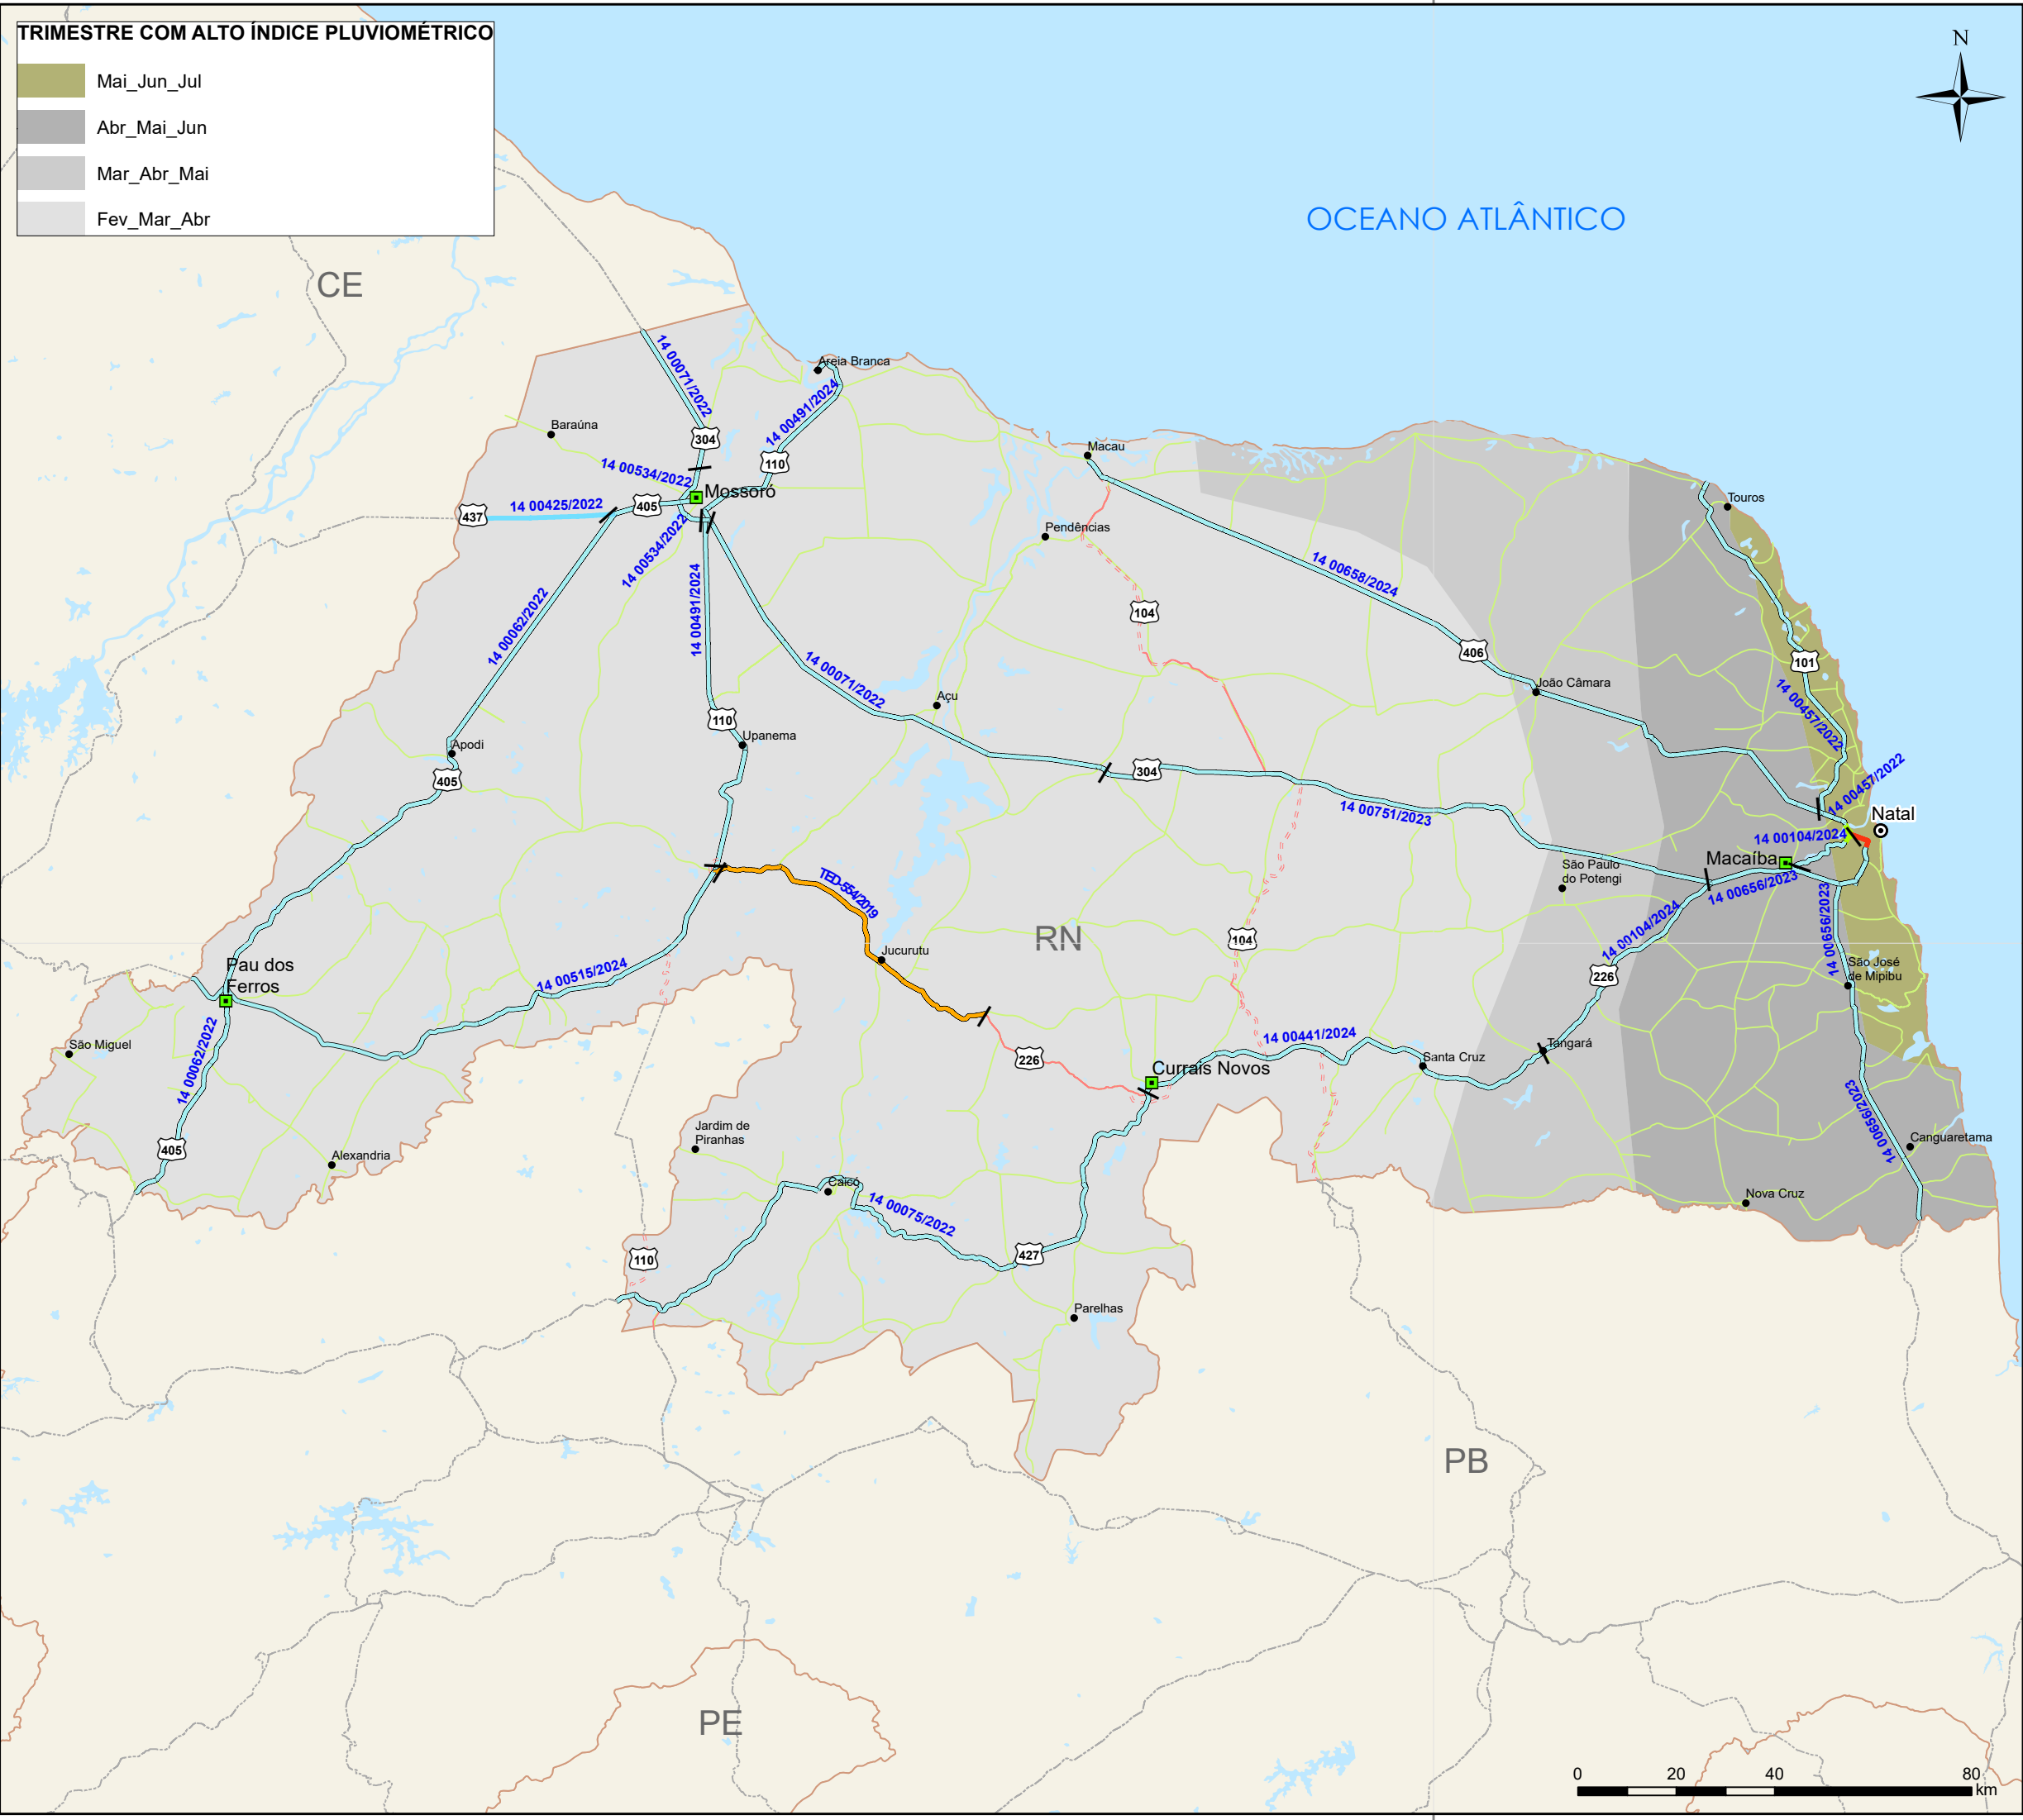 TRIMESTRE COM ALTO ÍNDICE PLUVIOMÉTRICO
Mai_Jun_Jul
Abr_Mai_Jun
Mar_Abr_Mai
Fev_Mar_Abr
N
OCEANO ATLÂNTICO
CE
14 00071/2022
Areia Branca
14 00491/2024
Baraúna
304
110
Macau
14 00534/2022
Mossoró
14 00425/2022
405
437
Touros
14 00534/2022
Pendências
14 00658/2024
14 00491/2024
14 00062/2022
104
406
101
14 00071/2022
João Câmara
Açu
14 00457/2022
110
Upanema
Apodi
405
304
14 00457/2022
14 00751/2023
Natal
14 00104/2024
Macaíba
São Paulo
do Potengi
14 00656/2023
TED-554/2019
14 00104/2024
14 00656/2023
RN
104
Jucurutu
Pau dos
Ferros
14 00515/2024
226
São José
de Mipibu
São Miguel
14 00062/2022
14 00441/2024
Tangará
226
Santa Cruz
Currais Novos
14 00656/2023
Jardim de
Piranhas
Canguaretama
405
Alexandria
Caicó
Nova Cruz
14 00075/2022
427
110
Parelhas
PB
PE
0 20 40 80
km